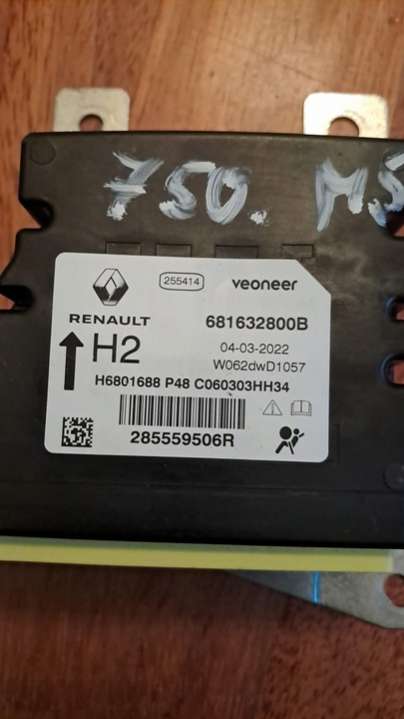 750. MS
255414
veoneer
RENAULT
681632800B
H2
04-03-2022
W062dwD1057
H6801688 P48 C060303HH34
285559506R